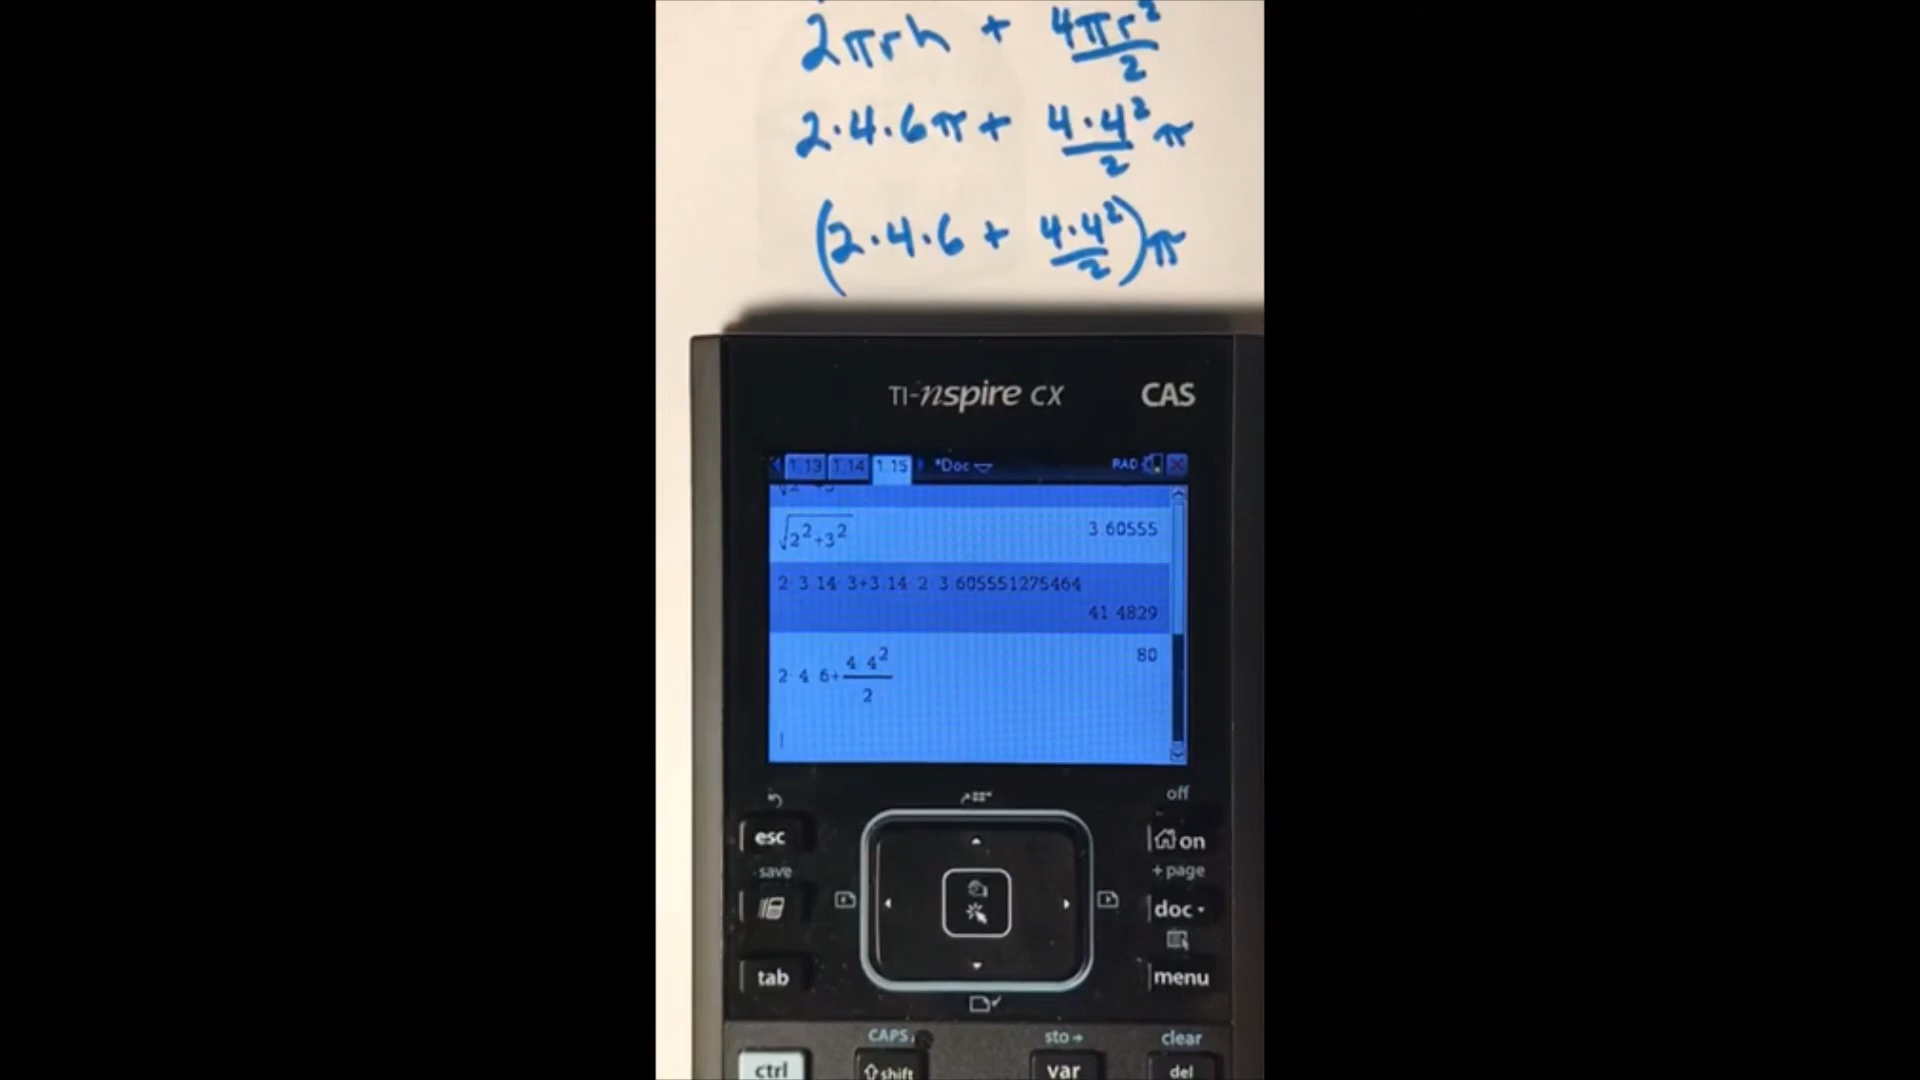 2πrh + 4πr²/2
2·4·6π + 4·4²/2 π
(2·4·6 + 4·4²/2)π
TI-nspire CX CAS
1.13 1.14 1.15 *Doc RAD
√2²+3² 3.60555
2· 3.14· 3+3.14· 2· 3.605551275464
41.4829
2· 4· 6+4· 4²/2 80
off
esc
on
save
+ page
doc
tab
menu
CAPS
sto→
clear
ctrl
⇧shift
var
del